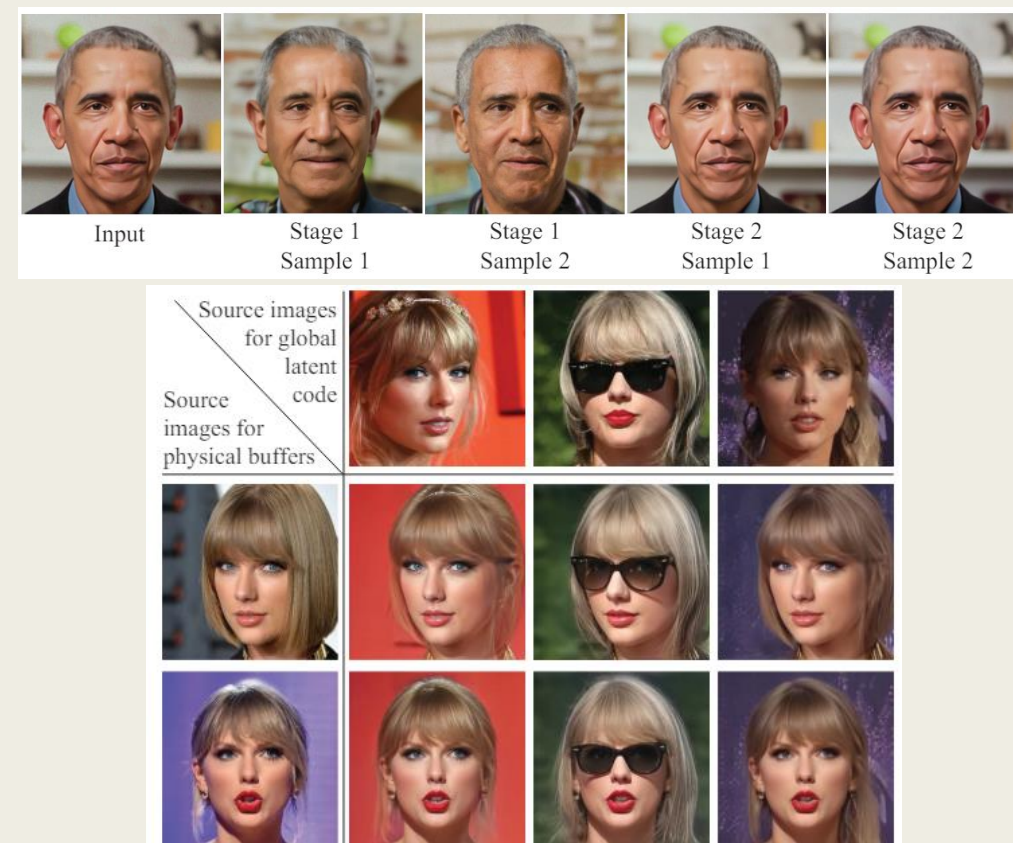 Input
Stage 1
Sample 1
Stage 1
Sample 2
Stage 2
Sample 1
Stage 2
Sample 2
Source images
for global
latent
code
Source
images for
physical buffers